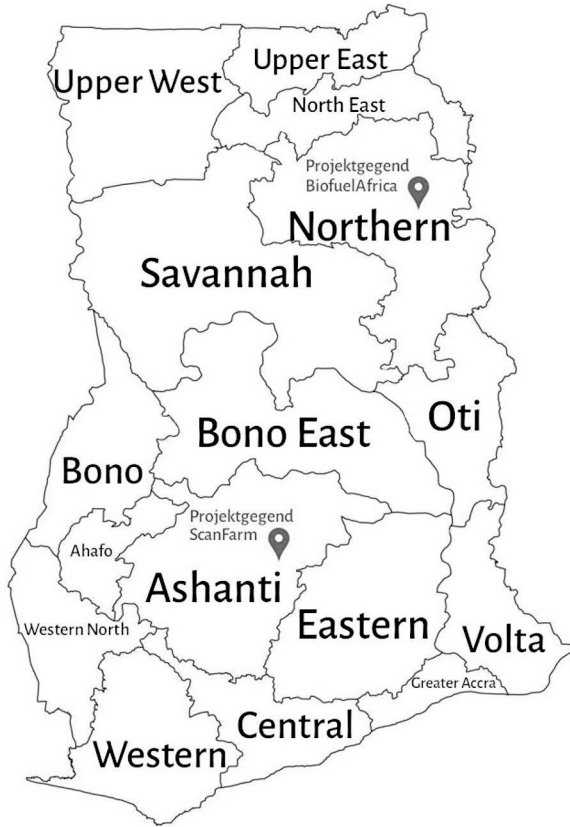 Upper East
Upper West
North East
Projektgegend
BiofuelAfrica
Northern
Savannah
Oti
Bono East
Bono
Projektgegend
ScanFarm
Ahafo
Ashanti
Eastern
Western North
Volta
Greater Accra
Central
Western